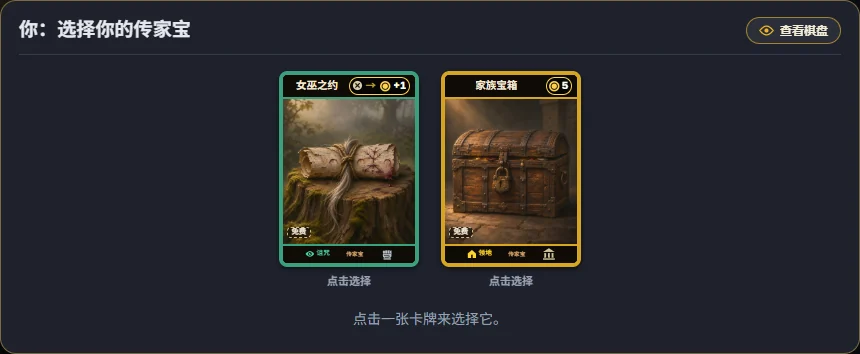 你：选择你的传家宝
查看棋盘
女巫之约
+1
家族宝箱
5
免费
免费
诅咒
传家宝
领地
传家宝
点击选择
点击选择
点击一张卡牌来选择它。